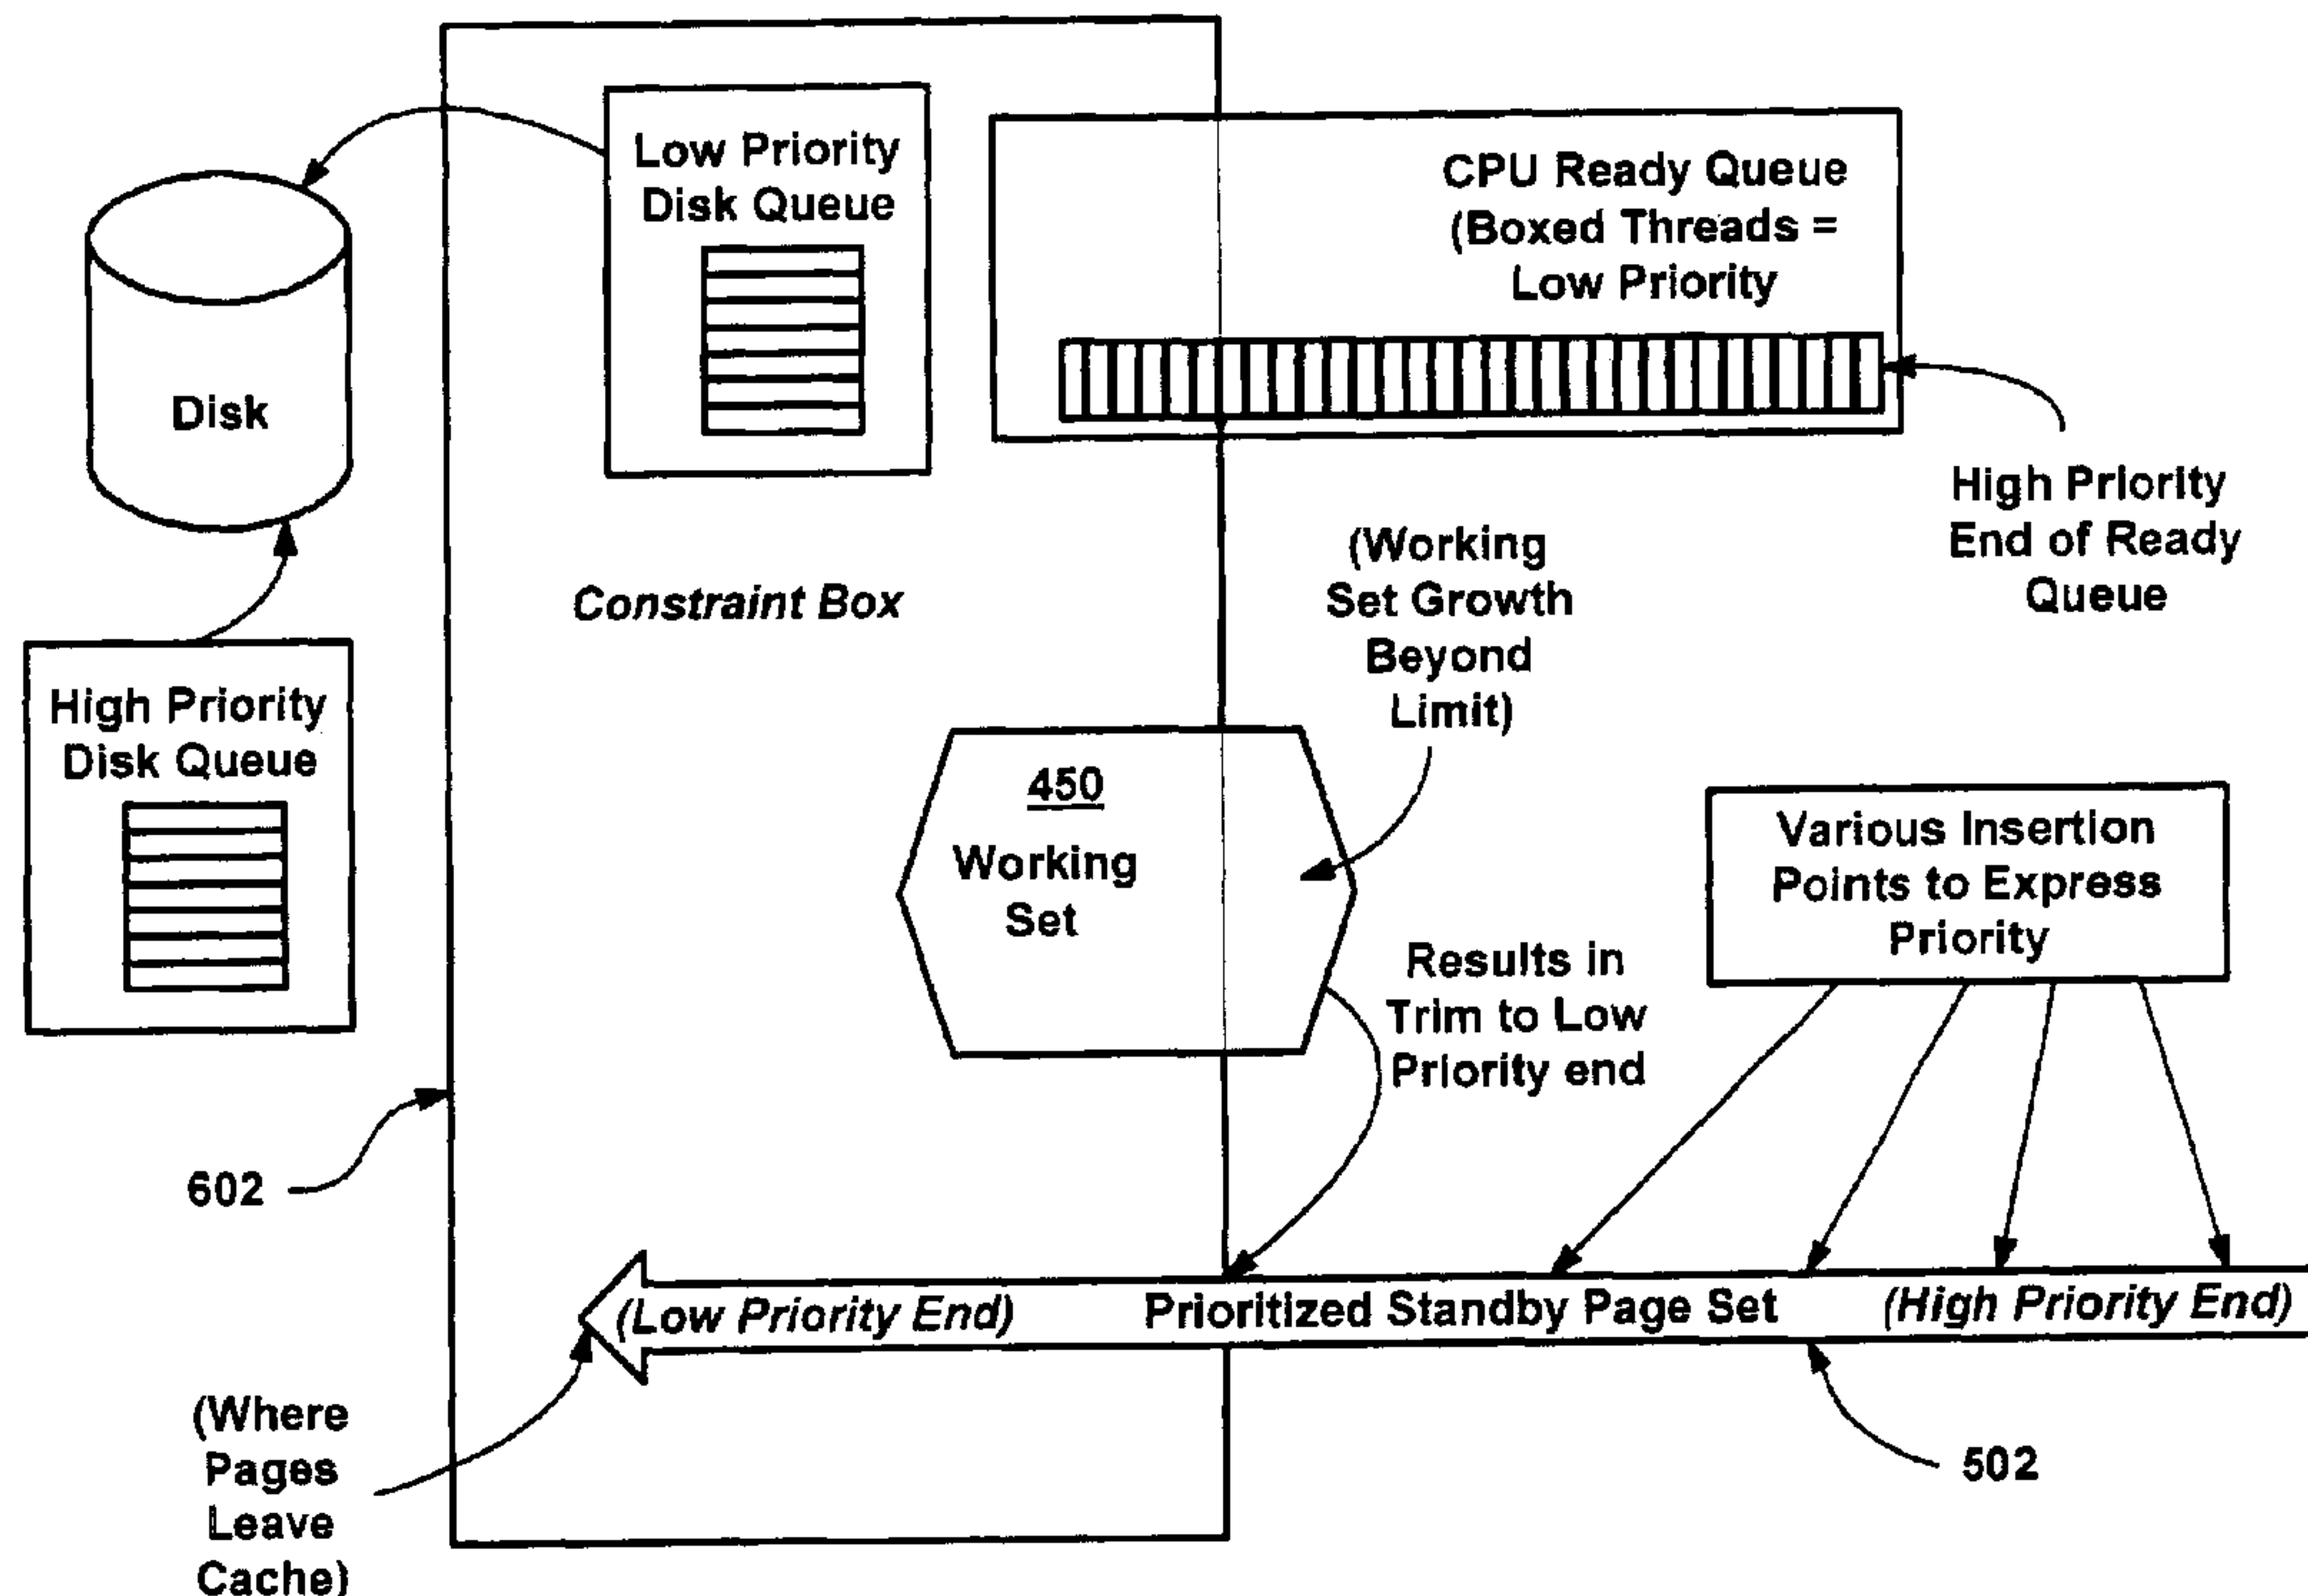 Low Priority
Disk Queue
CPU Ready Queue
(Boxed Threads =
Low Priority
Disk
High Priority
End of Ready
Queue
(Working
Set Growth
Beyond
Limit)
Constraint Box
High Priority
Disk Queue
450
Working
Set
Various Insertion
Points to Express
Priority
Results in
Trim to Low
Priority end
602
(Low Priority End)
Prioritized Standby Page Set
(High Priority End)
(Where
Pages
Leave
Cache)
502